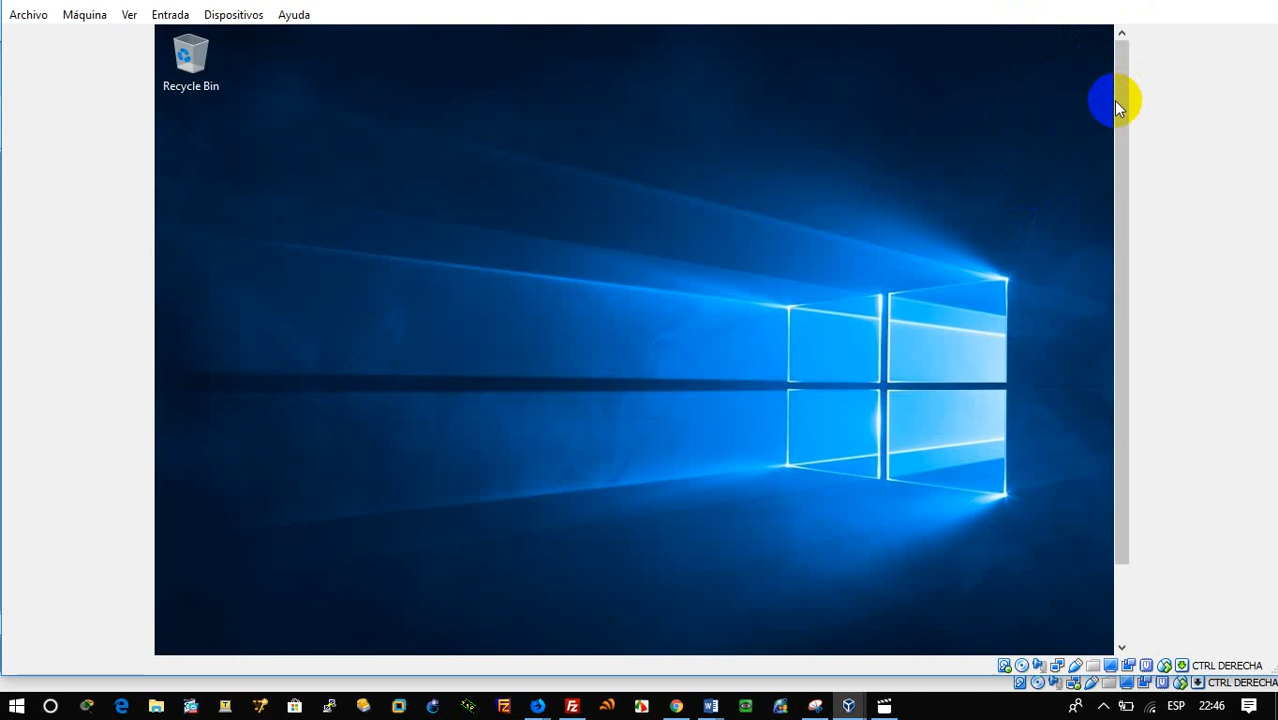 Archivo Máquina Ver Entrada Dispositivos Ayuda
Recycle Bin
CTRL DERECHA
CTRL DERECHA
ESP 22:46